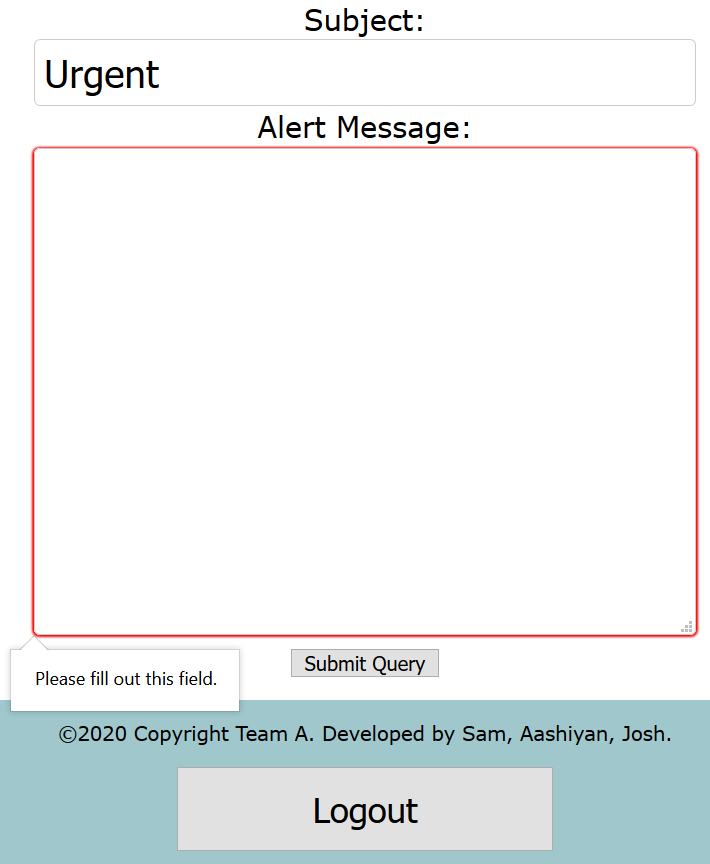 Subject:
Urgent
Alert Message:
Submit Query
Please fill out this field.
©2020 Copyright Team A. Developed by Sam, Aashiyan, Josh.
Logout